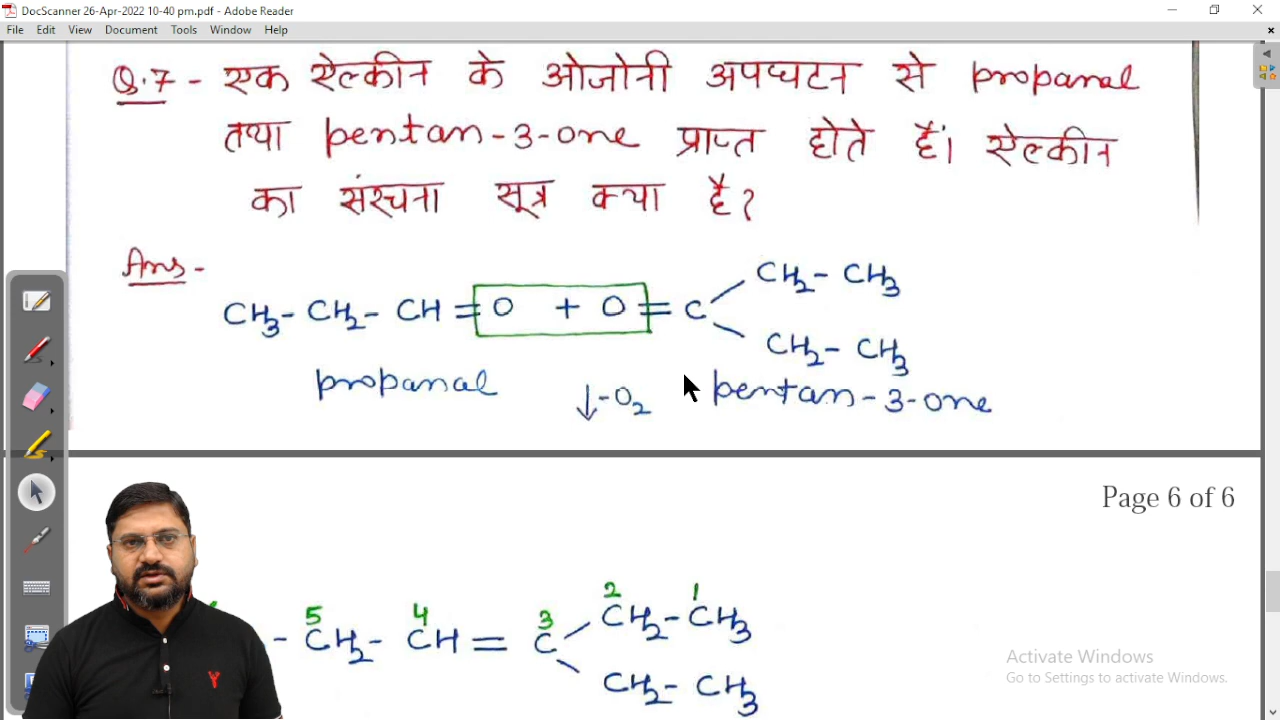 DocScanner 26-Apr-2022 10-40 pm.pdf - Adobe Reader
File Edit View Document Tools Window Help
Q.7- एक ऐल्कीन के ओजोनी अपघटन से propanal
तथा pentan-3-one प्राप्त होते हैं। ऐल्कीन
का संरचना सूत्र क्या है?
Ans-
CH2- CH3
CH3- CH2- CH = O + O = C
CH2- CH3
propanal
↓-O2
pentan-3-one
Page 6 of 6
2 1
CH2- CH3
5 4 3
- CH2- CH = C
CH2- CH3
Activate Windows
Go to Settings to activate Windows.